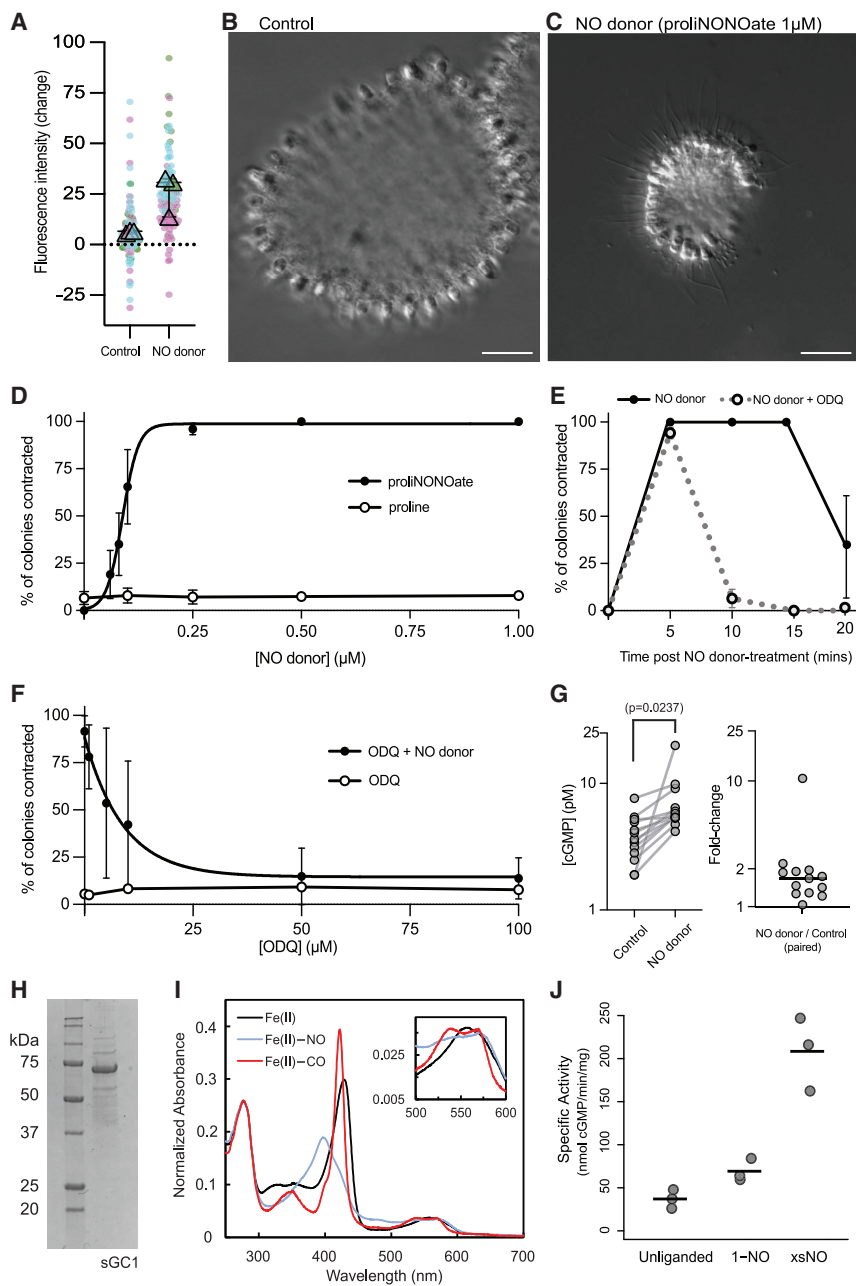 A
Fluorescence intensity (change)
100
75
50
25
0
−25
Control
NO donor
B
Control
C
NO donor (proliNONOate 1µM)
D
% of colonies contracted
100
75
50
25
0
proliNONOate
proline
0.25
0.50
0.75
1.00
[NO donor] (µM)
E
NO donor
NO donor + ODQ
% of colonies contracted
100
75
50
25
0
5
10
15
20
Time post NO donor-treatment (mins)
F
% of colonies contracted
100
75
50
25
0
ODQ + NO donor
ODQ
25
50
75
100
[ODQ] (µM)
G
(p=0.0237)
[cGMP] (pM)
25
10
1
Control
NO donor
Fold-change
25
10
2
1
NO donor / Control
(paired)
H
kDa
75
50
37
25
20
sGC1
I
Normalized Absorbance
0.4
0.3
0.2
0.1
0
Fe(II)
Fe(II)−NO
Fe(II)−CO
0.025
0.005
500
550
600
300
400
500
600
700
Wavelength (nm)
J
Specific Activity
(nmol cGMP/min/mg)
250
200
150
100
50
0
Unliganded
1−NO
xsNO